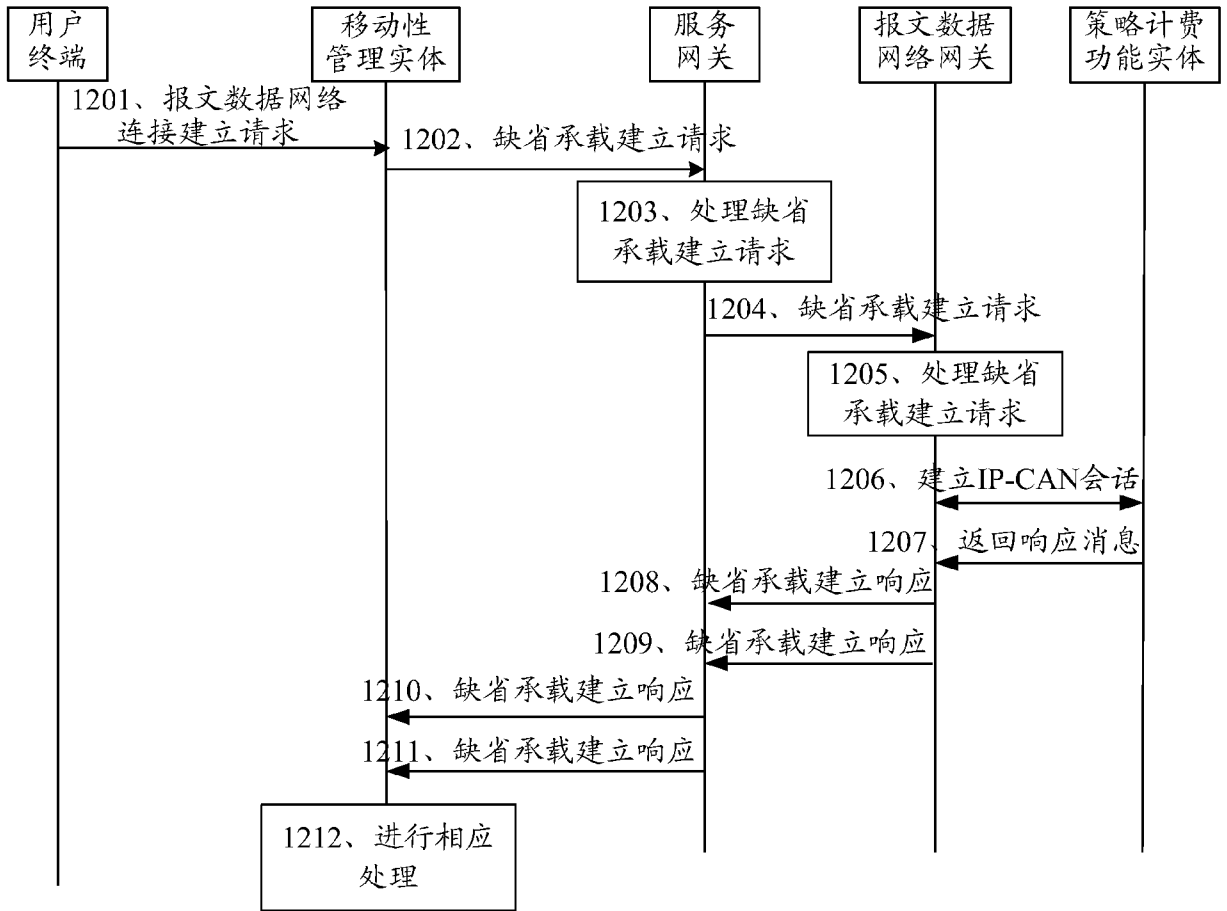 用户
终端
移动性
管理实体
服务
网关
报文数据
网络网关
策略计费
功能实体
1201、报文数据网络
连接建立请求
1202、缺省承载建立请求
1203、处理缺省
承载建立请求
1204、缺省承载建立请求
1205、处理缺省
承载建立请求
1206、建立IP-CAN会话
1207、返回响应消息
1208、缺省承载建立响应
1209、缺省承载建立响应
1210、缺省承载建立响应
1211、缺省承载建立响应
1212、进行相应
处理